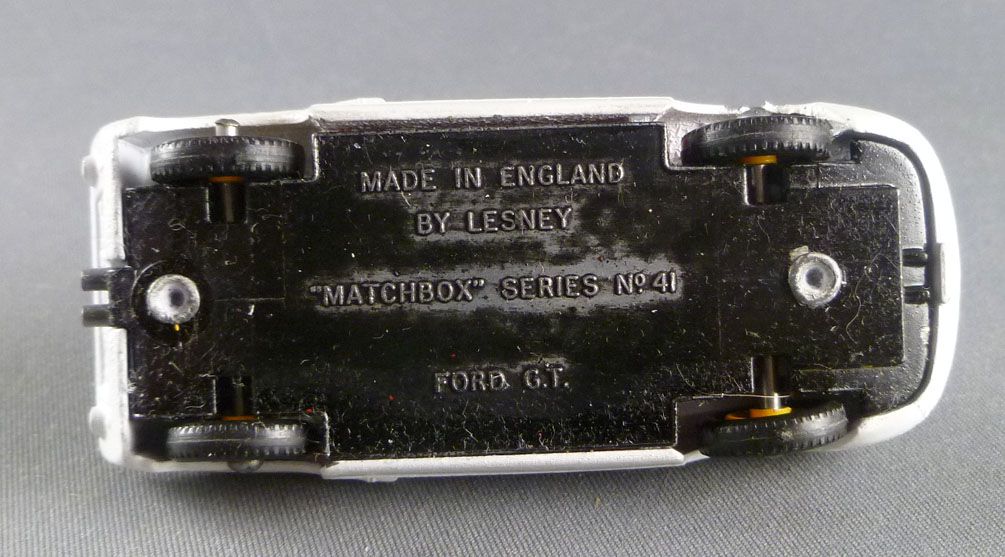 MADE IN ENGLAND
BY LESNEY
"MATCHBOX" SERIES Nº 41
FORD. G.T.